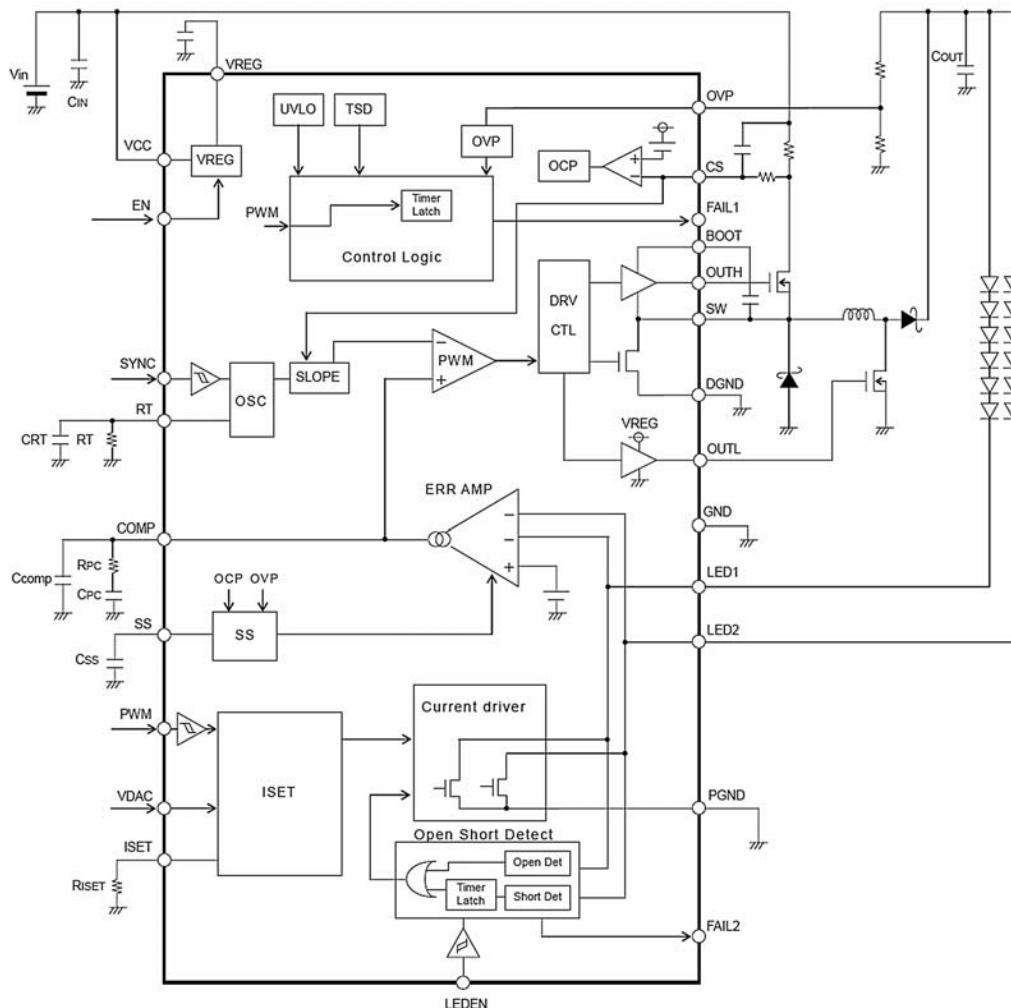 VREG
COUT
Vin
CIN
UVLO
TSD
OVP
OVP
VCC
VREG
OCP
+
−
CS
EN
PWM
Timer
Latch
FAIL1
Control Logic
BOOT
OUTH
DRV
CTL
SW
SYNC
−
PWM
+
SLOPE
OSC
RT
DGND
CRT
RT
VREG
OUTL
ERR AMP
GND
COMP
−
−
+
RPC
Ccomp
CPC
OCP
OVP
LED1
SS
SS
LED2
CSS
PWM
Current driver
ISET
VDAC
PGND
ISET
Open Short Detect
RISET
Open Det
Timer
Latch
Short Det
FAIL2
LEDEN